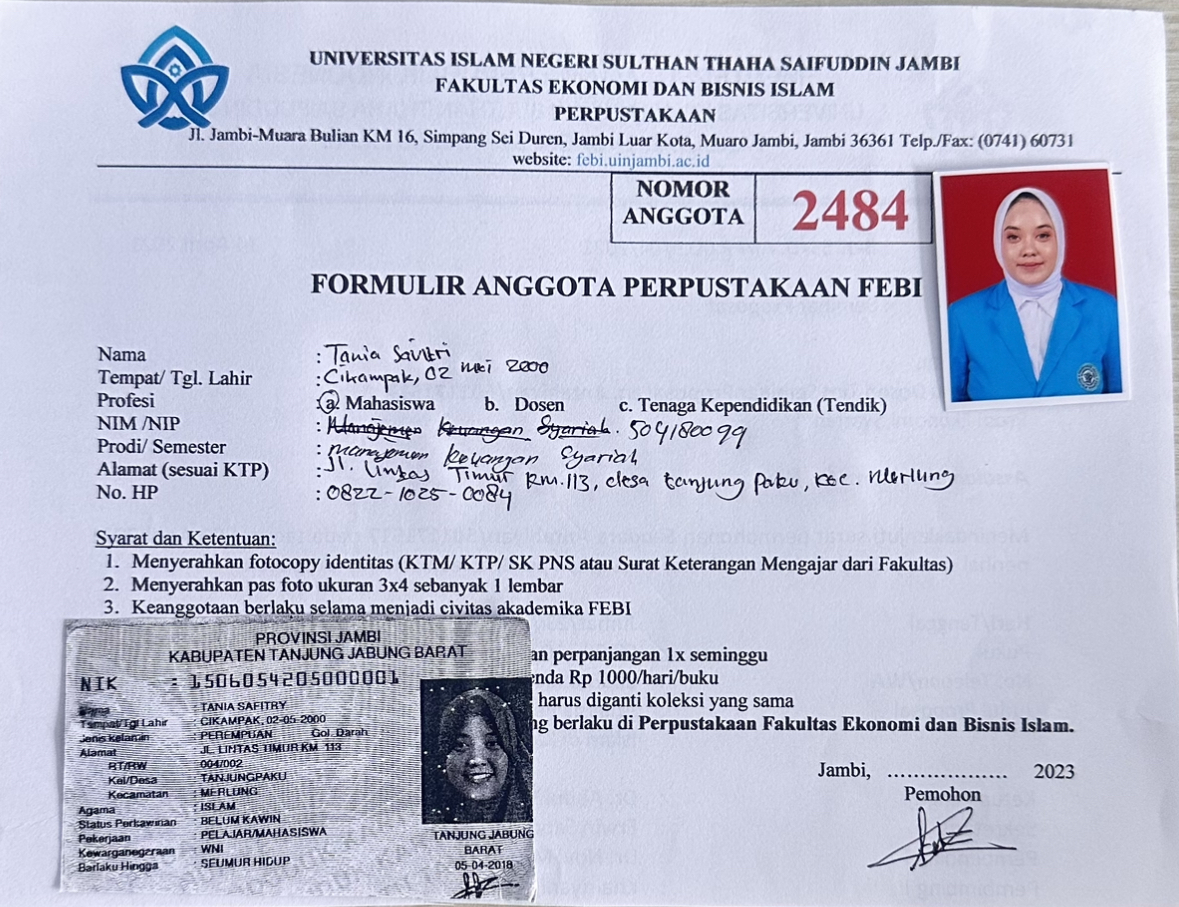 UNIVERSITAS ISLAM NEGERI SULTHAN THAHA SAIFUDDIN JAMBI
FAKULTAS EKONOMI DAN BISNIS ISLAM
PERPUSTAKAAN
Jl. Jambi-Muara Bulian KM 16, Simpang Sei Duren, Jambi Luar Kota, Muaro Jambi, Jambi 36361 Telp./Fax: (0741) 60731
website: febi.uinjambi.ac.id
NOMOR ANGGOTA 2484
FORMULIR ANGGOTA PERPUSTAKAAN FEBI
Nama : Tania Savitri
Tempat/ Tgl. Lahir : Cikampak, 02 mei 2000
Profesi : a. Mahasiswa b. Dosen c. Tenaga Kependidikan (Tendik)
NIM /NIP : Manajemen Keuangan Syariah. 504180099
Prodi/ Semester : manajemen keuangan Syariah
Alamat (sesuai KTP) : Jl. Lintas Timur km.113, desa tanjung paku, kec. Merlung
No. HP : 0822-1025-0084
Syarat dan Ketentuan:
1. Menyerahkan fotocopy identitas (KTM/ KTP/ SK PNS atau Surat Keterangan Mengajar dari Fakultas)
2. Menyerahkan pas foto ukuran 3x4 sebanyak 1 lembar
3. Keanggotaan berlaku selama menjadi civitas akademika FEBI
an perpanjangan 1x seminggu
enda Rp 1000/hari/buku
harus diganti koleksi yang sama
ng berlaku di Perpustakaan Fakultas Ekonomi dan Bisnis Islam.
PROVINSI JAMBI
KABUPATEN TANJUNG JABUNG BARAT
NIK : 1506054205000001
Nama : TANIA SAFITRY
Tempat/Tgl Lahir : CIKAMPAK, 02-05-2000
Jenis kelamin : PEREMPUAN Gol. Darah
Alamat : JL. LINTAS TIMUR KM 113
RT/RW : 004/002
Kel/Desa : TANJUNGPAKU
Kecamatan : MERLUNG
Agama : ISLAM
Status Perkawinan : BELUM KAWIN
Pekerjaan : PELAJAR/MAHASISWA
Kewarganegaraan : WNI
Berlaku Hingga : SEUMUR HIDUP
TANJUNG JABUNG
BARAT
05-04-2018
Jambi, .................. 2023
Pemohon